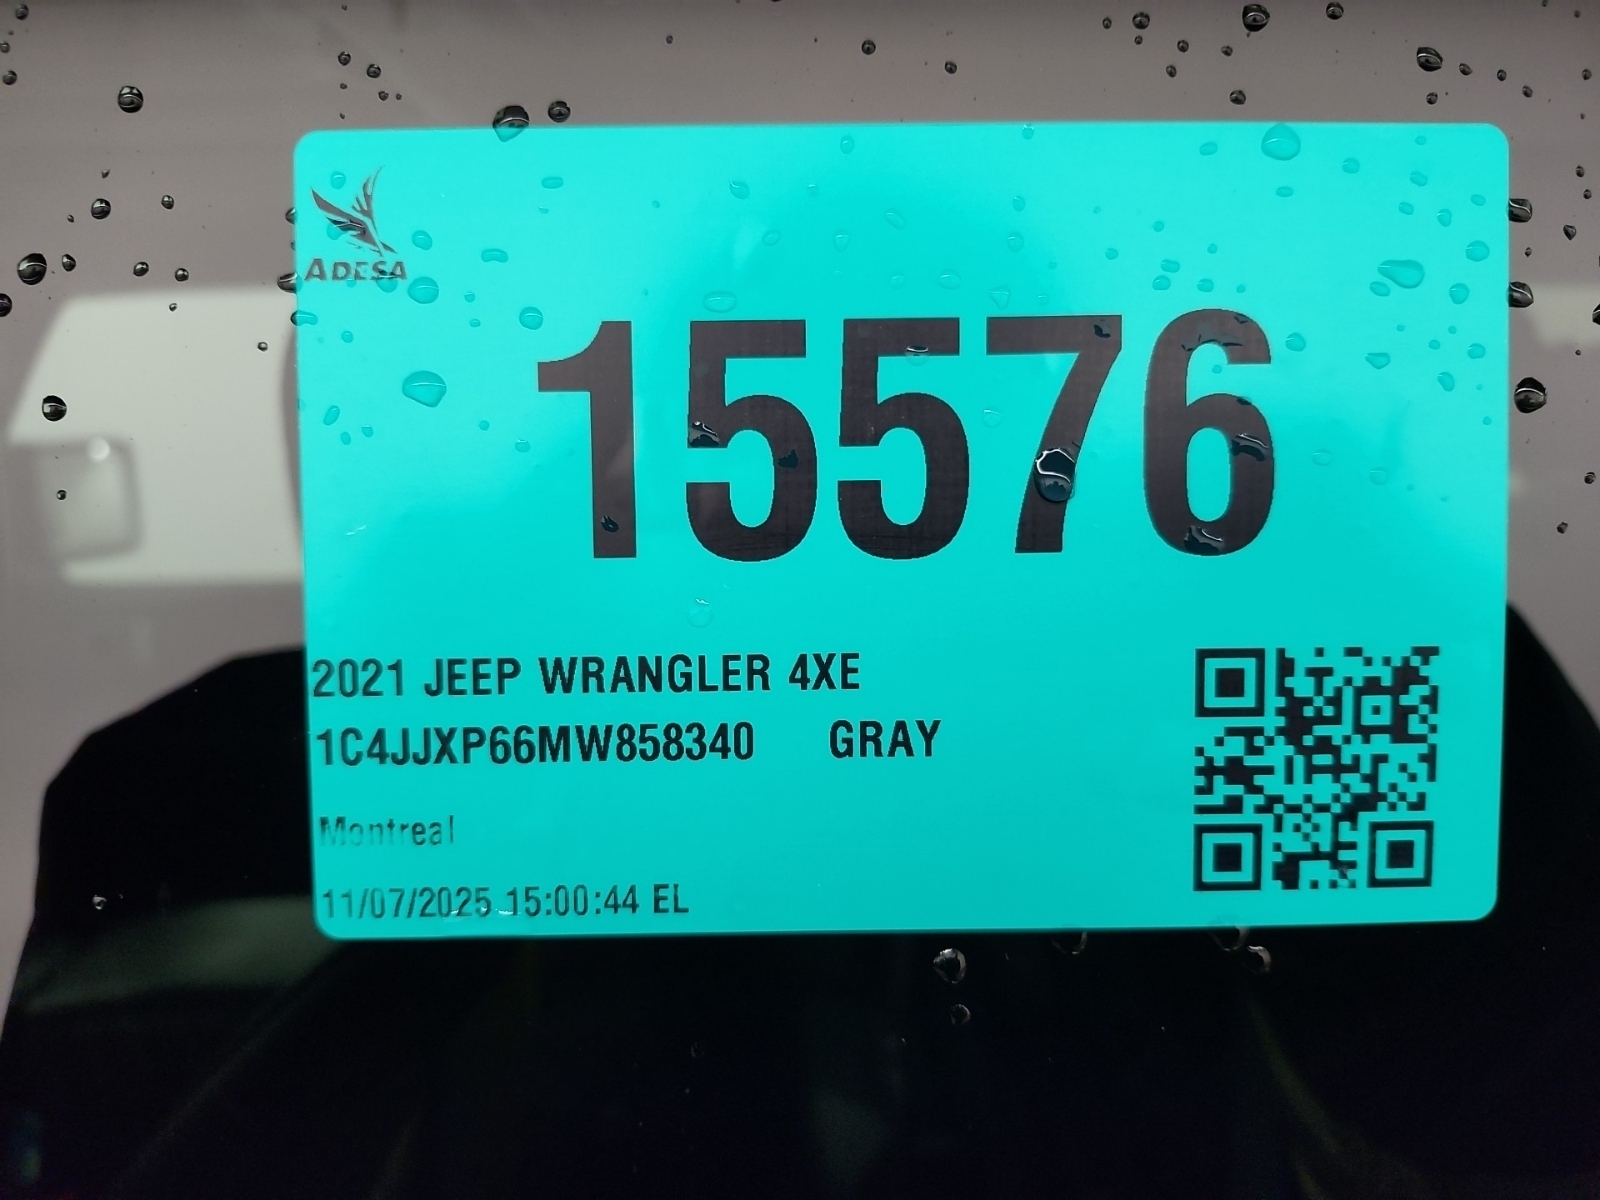 ADESA
15576
2021 JEEP WRANGLER 4XE
1C4JJXP66MW858340 GRAY
Montreal
11/07/2025 15:00:44 EL